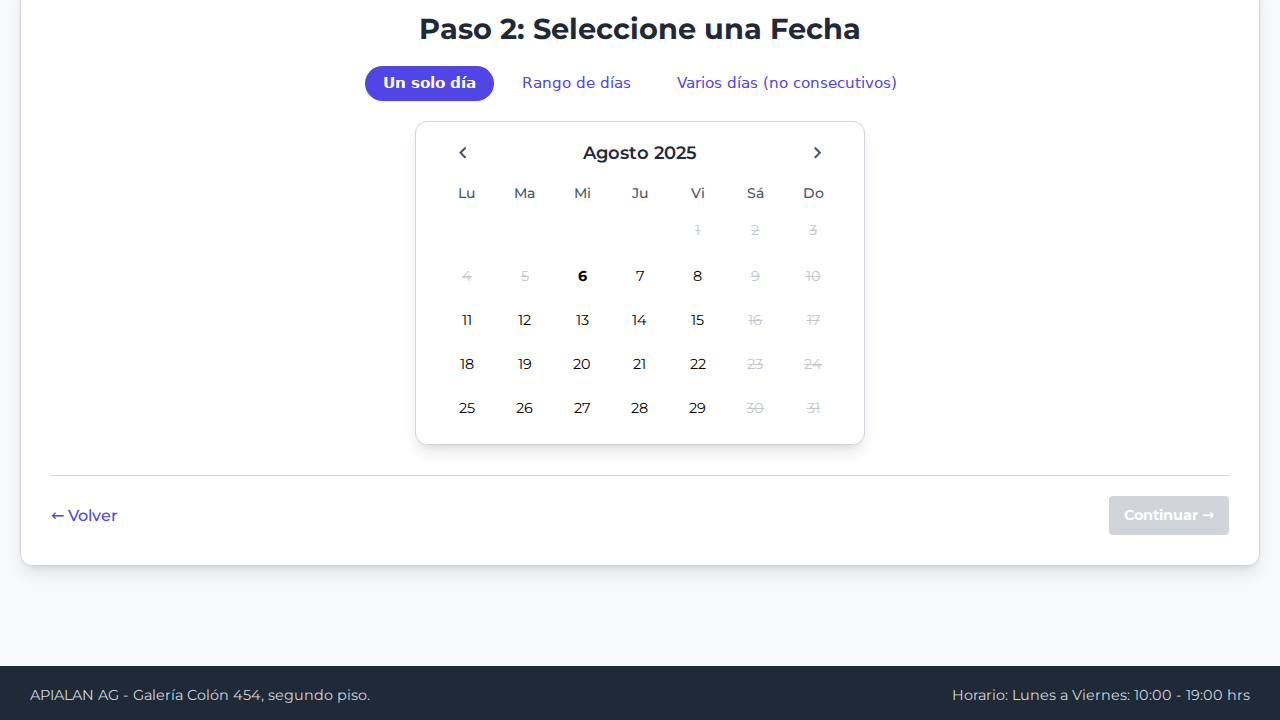 Paso 2: Seleccione una Fecha
Un solo día Rango de días Varios días (no consecutivos)
Agosto 2025
Lu Ma Mi Ju Vi Sá Do
1 2 3
4 5 6 7 8 9 10
11 12 13 14 15 16 17
18 19 20 21 22 23 24
25 26 27 28 29 30 31
← Volver Continuar →
APIALAN AG - Galería Colón 454, segundo piso. Horario: Lunes a Viernes: 10:00 - 19:00 hrs